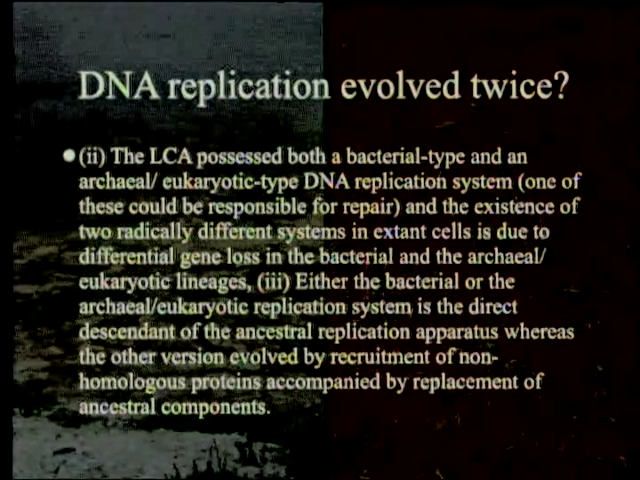 DNA replication evolved twice?
(ii) The LCA possessed both a bacterial-type and an
archaeal/ eukaryotic-type DNA replication system (one of
these could be responsible for repair) and the existence of
two radically different systems in extant cells is due to
differential gene loss in the bacterial and the archaeal/
eukaryotic lineages, (iii) Either the bacterial or the
archaeal/eukaryotic replication system is the direct
descendant of the ancestral replication apparatus whereas
the other version evolved by recruitment of non-
homologous proteins accompanied by replacement of
ancestral components.